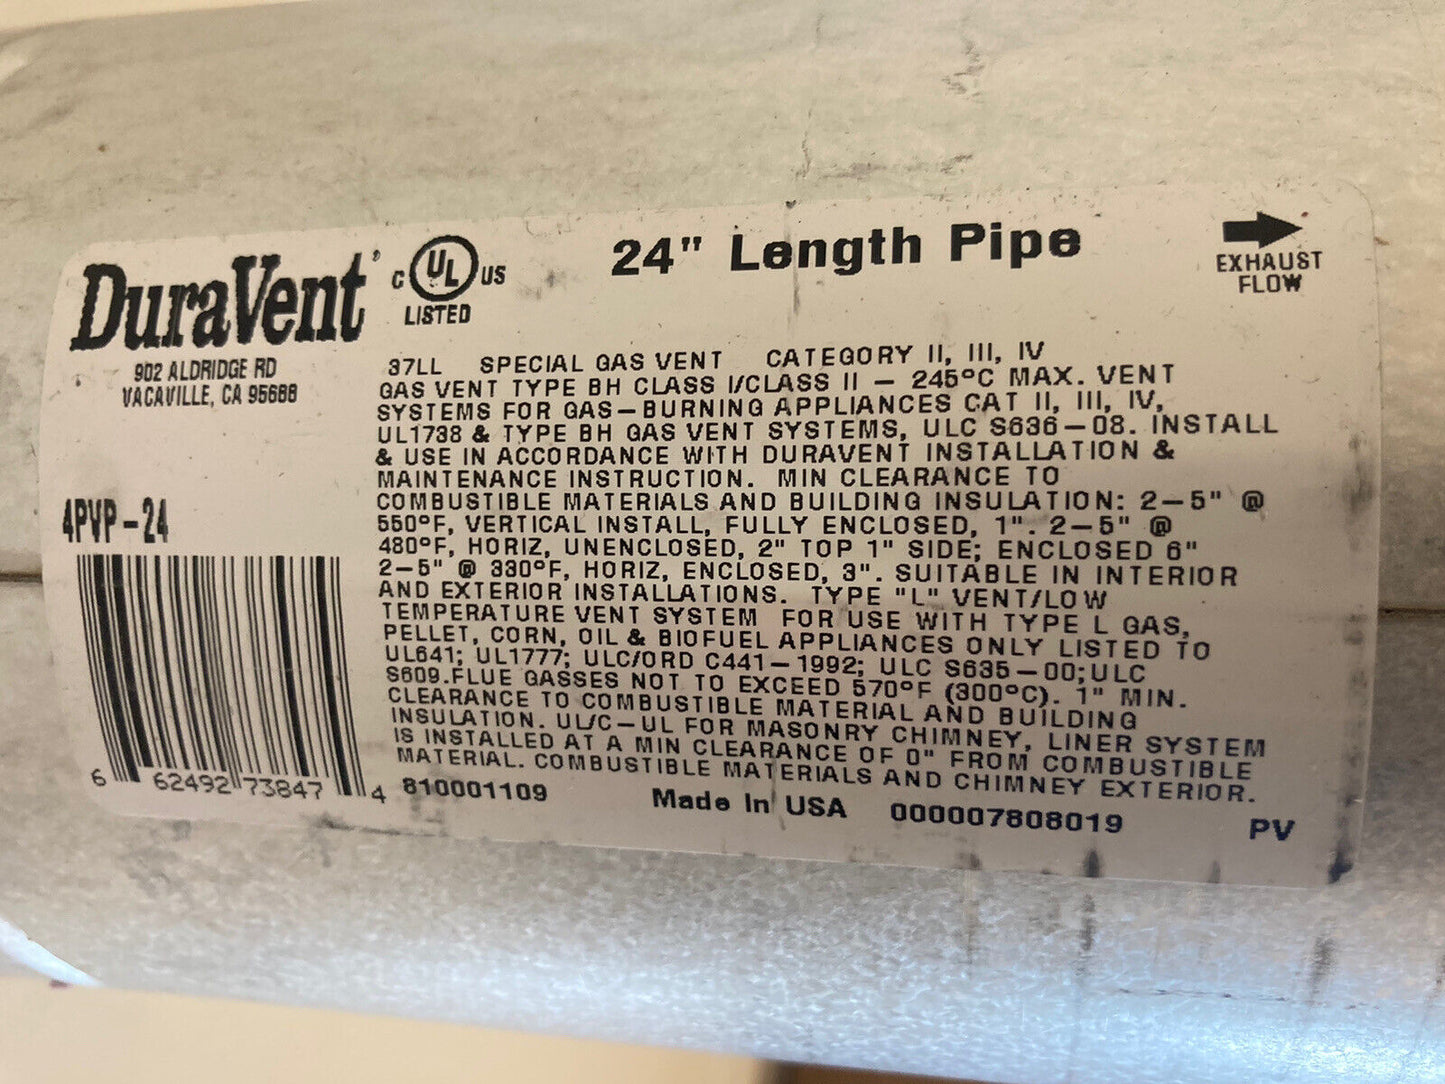 DuraVent
902 ALDRIDGE RD
VACAVILLE, CA 95688
C UL US
LISTED
24" Length Pipe
EXHAUST
FLOW
37LL SPECIAL GAS VENT CATEGORY II, III, IV
GAS VENT TYPE BH CLASS I/CLASS II - 245°C MAX. VENT
SYSTEMS FOR GAS-BURNING APPLIANCES CAT II, III, IV,
UL1738 & TYPE BH GAS VENT SYSTEMS, ULC S636-08. INSTALL
& USE IN ACCORDANCE WITH DURAVENT INSTALLATION &
MAINTENANCE INSTRUCTION. MIN CLEARANCE TO
COMBUSTIBLE MATERIALS AND BUILDING INSULATION: 2-5" @
550°F, VERTICAL INSTALL, FULLY ENCLOSED, 1". 2-5" @
480°F, HORIZ, UNENCLOSED, 2" TOP 1" SIDE; ENCLOSED 6"
2-5" @ 330°F, HORIZ, ENCLOSED, 3". SUITABLE IN INTERIOR
AND EXTERIOR INSTALLATIONS. TYPE "L" VENT/LOW
TEMPERATURE VENT SYSTEM FOR USE WITH TYPE L GAS,
PELLET, CORN, OIL & BIOFUEL APPLIANCES ONLY LISTED TO
UL641; UL1777; ULC/ORD C441-1992; ULC S635-00;ULC
S609.FLUE GASSES NOT TO EXCEED 570°F (300°C). 1" MIN.
CLEARANCE TO COMBUSTIBLE MATERIAL AND BUILDING
INSULATION. UL/C-UL FOR MASONRY CHIMNEY, LINER SYSTEM
IS INSTALLED AT A MIN CLEARANCE OF 0" FROM COMBUSTIBLE
MATERIAL. COMBUSTIBLE MATERIALS AND CHIMNEY EXTERIOR.
4PVP-24
6 62492 73847 4
810001109 Made In USA 000007808019 PV